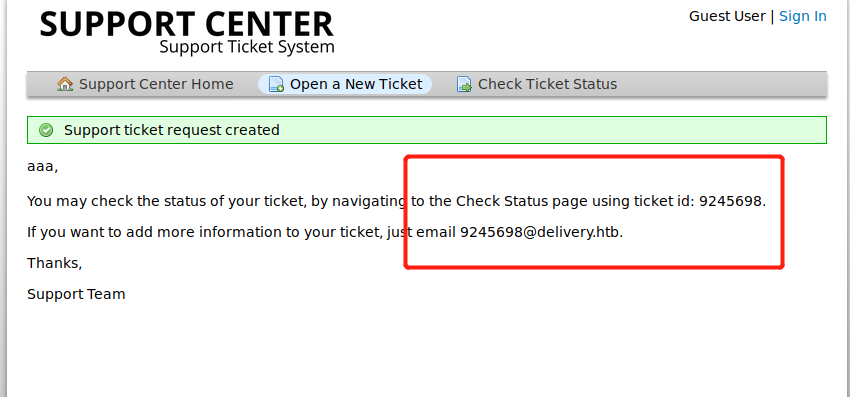 SUPPORT CENTER
Support Ticket System
Guest User | Sign In
Support Center Home Open a New Ticket Check Ticket Status
Support ticket request created
aaa,
You may check the status of your ticket, by navigating to the Check Status page using ticket id: 9245698.
If you want to add more information to your ticket, just email 9245698@delivery.htb.
Thanks,
Support Team